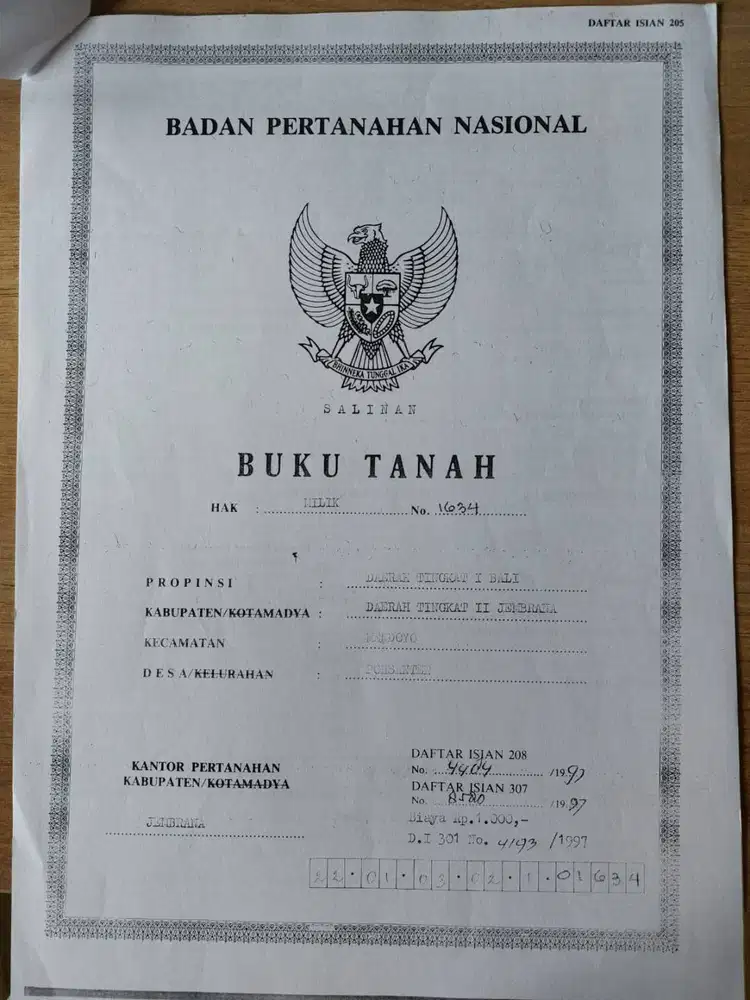 DAFTAR ISIAN 205
BADAN PERTANAHAN NASIONAL
BHINNEKA TUNGGAL IKA
SALINAN
BUKU TANAH
HAK : MILIK No. 1634
PROPINSI : DAERAH TINGKAT I BALI
KABUPATEN/KOTAMADYA : DAERAH TINGKAT II JEMBRANA
KECAMATAN : MENDOYO
DESA/KELURAHAN :
DAFTAR ISIAN 208
KANTOR PERTANAHAN
No. 4404 /1997
KABUPATEN/KOTAMADYA
DAFTAR ISIAN 307
No. 8580 /1997
JEMBRANA
Biaya Rp.1.000,-
D.I 301 No. 4193 /1997
22.01.03.02.1.01634